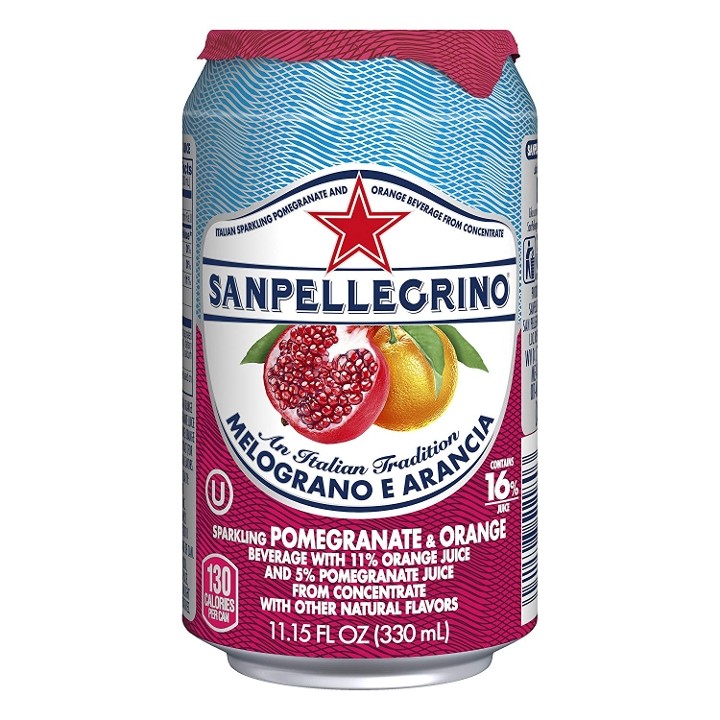 ITALIAN SPARKLING POMEGRANATE AND ORANGE BEVERAGE FROM CONCENTRATE
SANPELLEGRINO
An Italian Tradition
MELOGRANO E ARANCIA
CONTAINS
16%
JUICE
U
SPARKLING POMEGRANATE & ORANGE
BEVERAGE WITH 11% ORANGE JUICE
AND 5% POMEGRANATE JUICE
FROM CONCENTRATE
WITH OTHER NATURAL FLAVORS
130
CALORIES
PER CAN
11.15 FL OZ (330 mL)